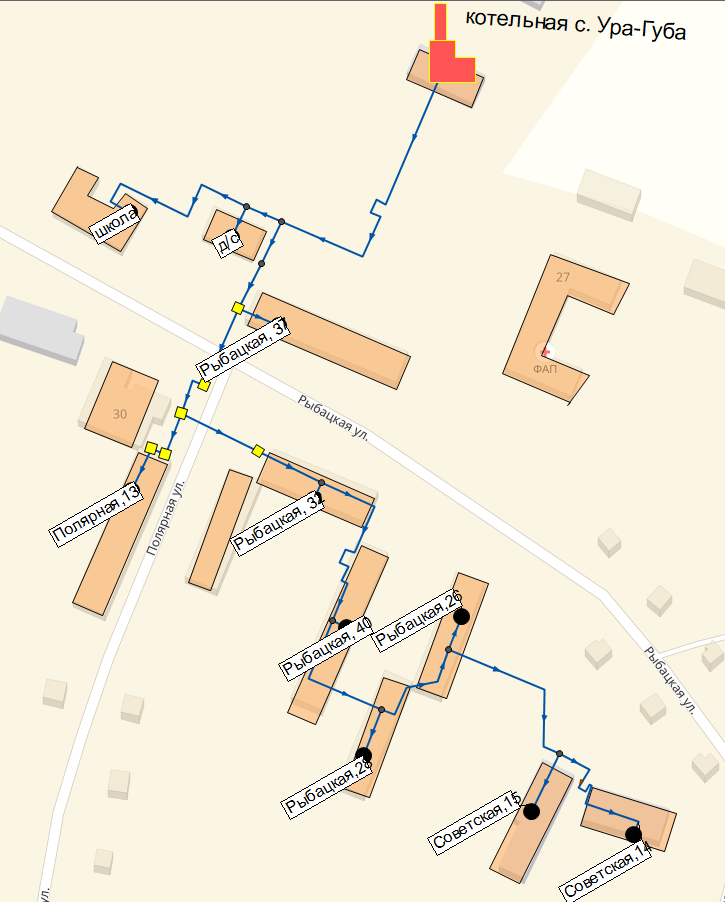 котельная с. Ура-Губа
школа
д/с
27
ФАП
Рыбацкая, 37
Рыбацкая ул.
30
Полярная,13
Полярная ул.
Рыбацкая, 32
Рыбацкая,26
Рыбацкая, 40
Рыбацкая ул.
Рыбацкая,28
Советская,15
Советская,14
ул.